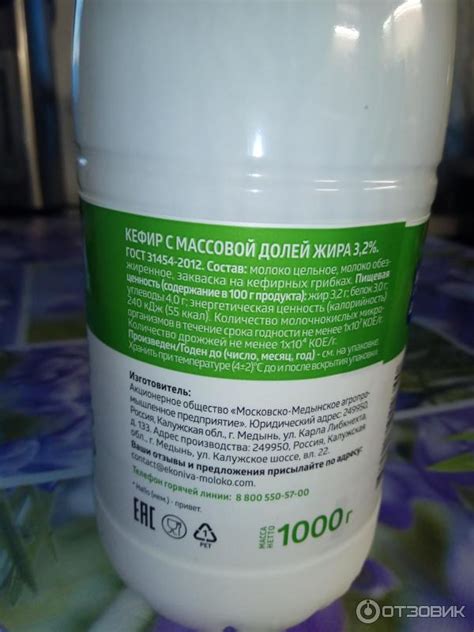 КЕФИР С МАССОВОЙ ДОЛЕЙ ЖИРА 3,2%.
ГОСТ 31454-2012. Состав: молоко цельное, молоко обез-
жиренное, закваска на кефирных грибках. Пищевая
ценность (содержание в 100 г продукта): жир 3,2 г; белок 3,0 г;
углеводы 4,0 г; энергетическая ценность (калорийность)
240 кДж (55 ккал). Количество молочнокислых микро-
организмов в течение срока годности не менее 1х10⁷ КОЕ/г.
Количество дрожжей не менее 1х10⁴ КОЕ/г.
Произведен/Годен до (число, месяц, год) - см. на упаковке.
Хранить при температуре (4±2)°С до и после вскрытия упаковки.
Изготовитель:
Акционерное общество «Московско-Медынское агропро-
мышленное предприятие». Юридический адрес: 249950,
Россия, Калужская обл., г. Медынь, ул. Карла Либкнехта,
д. 133. Адрес производства: 249950, Россия, Калужская
обл., г. Медынь, ул. Калужское шоссе, вл. 22.
Ваши отзывы и предложения присылайте по адресу:
contact@ekoniva-moloko.com.
Телефон горячей линии: 8 800 550-57-00
* Hallo (нем.) - привет.
EAC
1
PET
МАССА
НЕТТО
1000 г
ОТЗОВИК